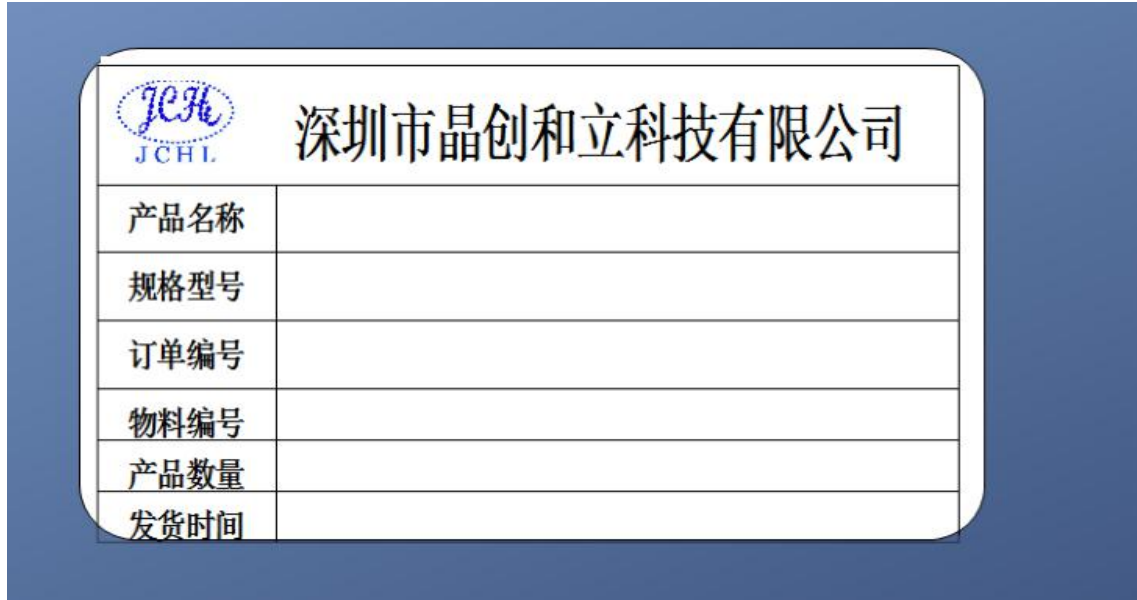 JCHL
JCHL
深圳市晶创和立科技有限公司
产品名称
规格型号
订单编号
物料编号
产品数量
发货时间